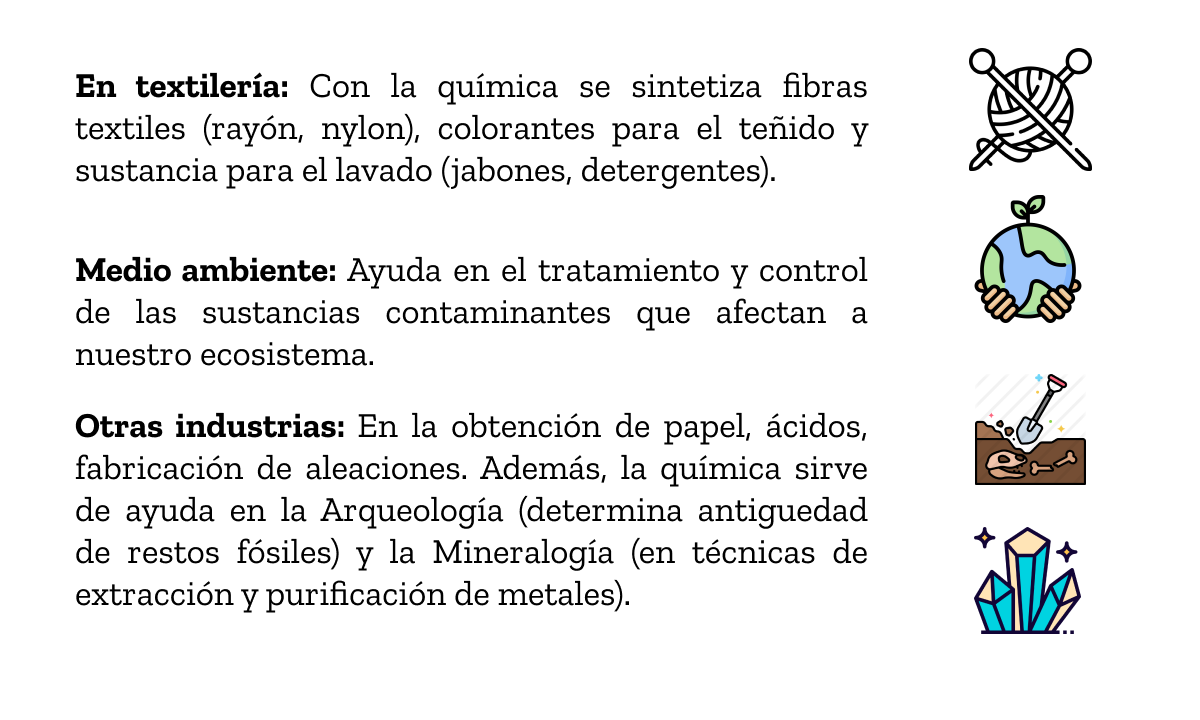 En textilería: Con la química se sintetiza fibras
textiles (rayón, nylon), colorantes para el teñido y
sustancia para el lavado (jabones, detergentes).
Medio ambiente: Ayuda en el tratamiento y control
de las sustancias contaminantes que afectan a
nuestro ecosistema.
Otras industrias: En la obtención de papel, ácidos,
fabricación de aleaciones. Además, la química sirve
de ayuda en la Arqueología (determina antiguedad
de restos fósiles) y la Mineralogía (en técnicas de
extracción y purificación de metales).